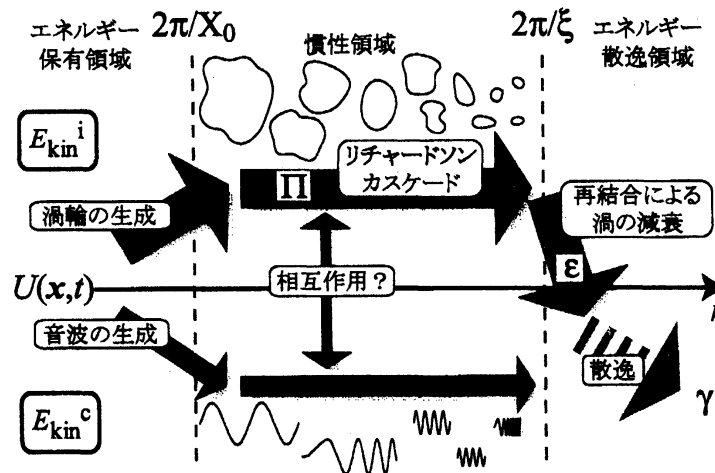 エネルギー
保有領域
2π/X₀
慣性領域
2π/ξ
エネルギー
散逸領域
E_kin^i
Π
リチャードソン
カスケード
渦輪の生成
再結合による
渦の減衰
ε
U(x,t)
相互作用？
音波の生成
散逸
γ
E_kin^c